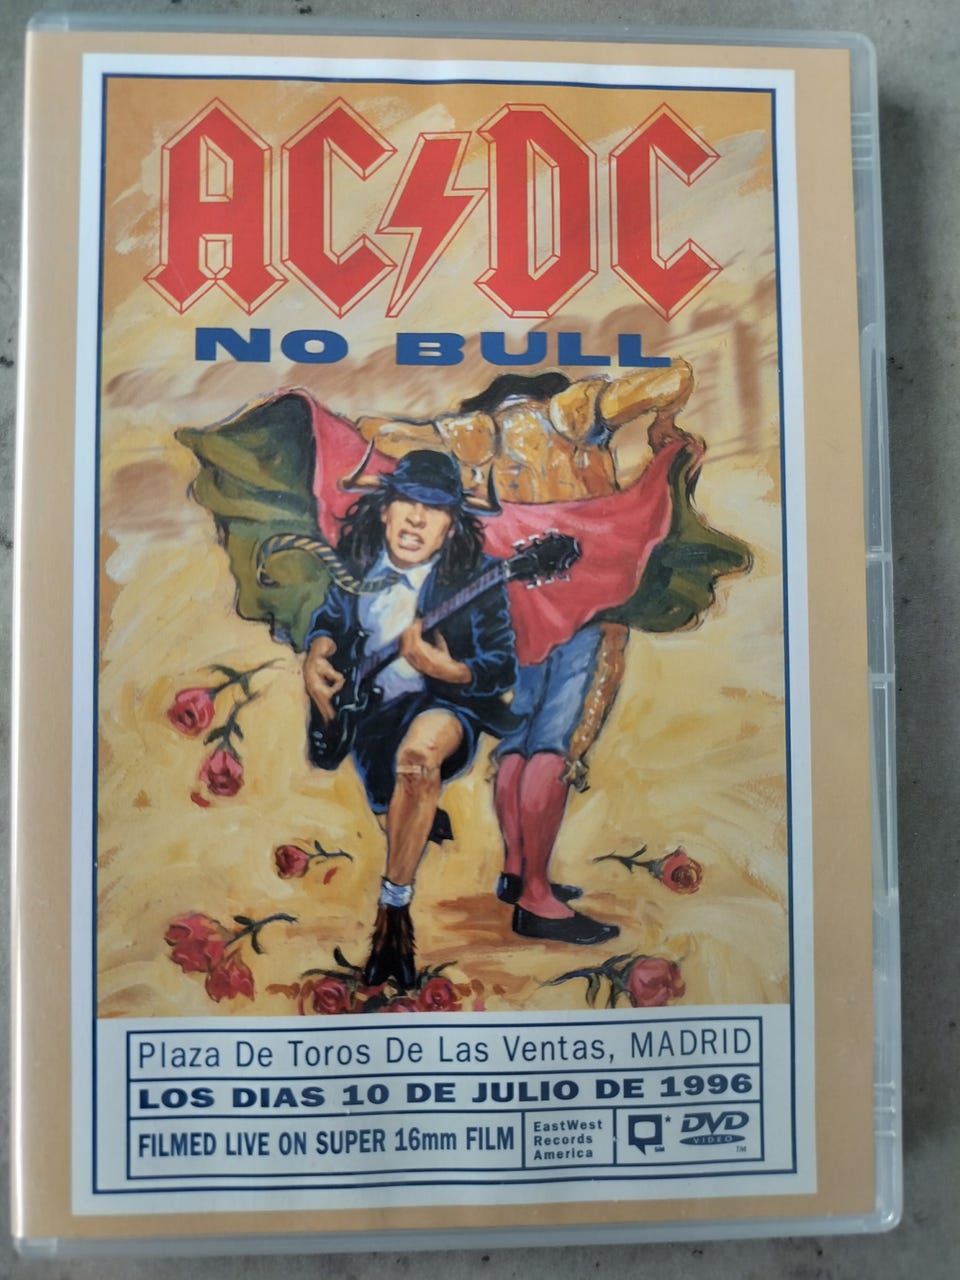 AC DC
NO BULL
Plaza De Toros De Las Ventas, MADRID
LOS DIAS 10 DE JULIO DE 1996
FILMED LIVE ON SUPER 16mm FILM
EastWest
Records
America
DVD
VIDEO
TM